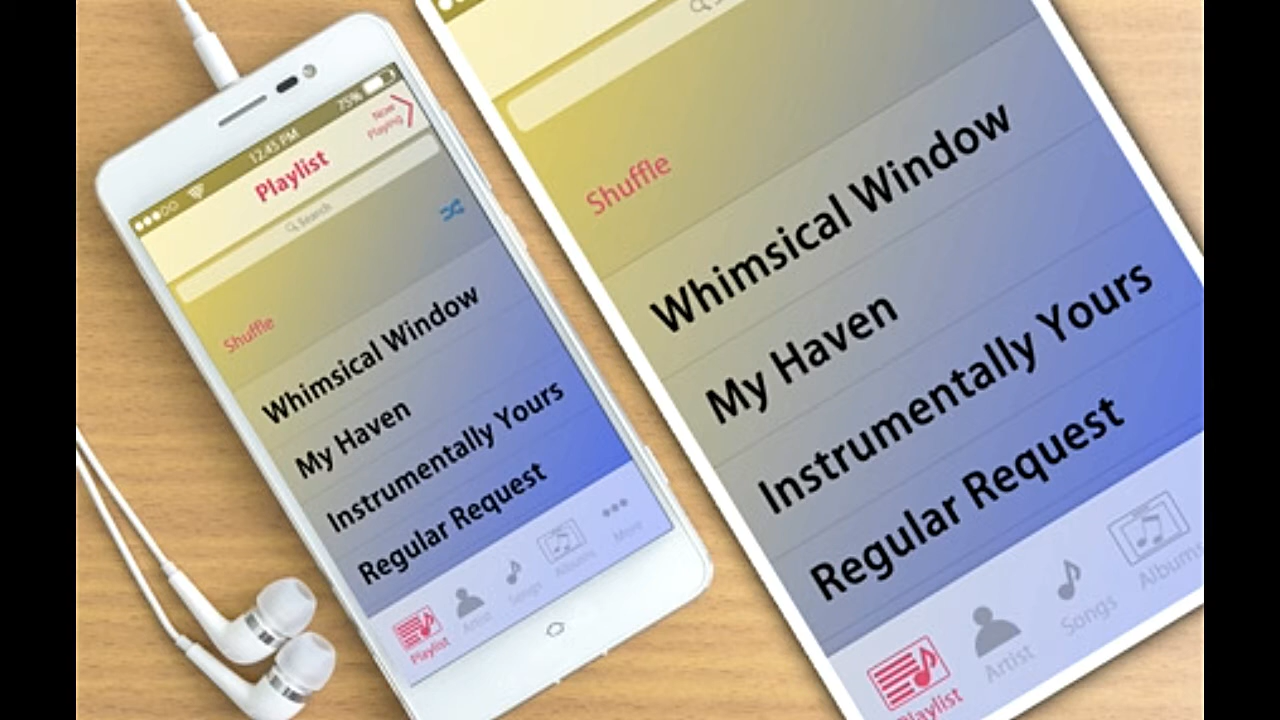 12:45 PM
75%
Playlist
Now
Playing
Search
Shuffle
Whimsical Window
My Haven
Instrumentally Yours
Regular Request
Playlist
Artist
Songs
Albums
More
Shuffle
Whimsical Window
My Haven
Instrumentally Yours
Regular Request
Playlist
Artist
Songs
Albums